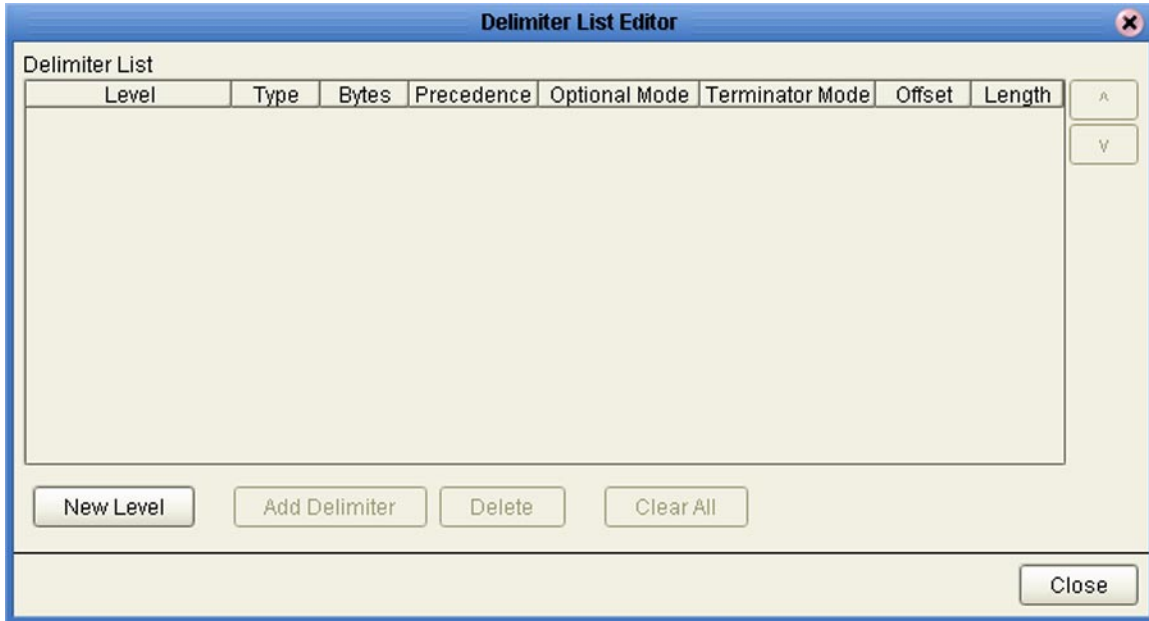 Delimiter List Editor
Delimiter List
Level Type Bytes Precedence Optional Mode Terminator Mode Offset Length
^
v
New Level Add Delimiter Delete Clear All
Close